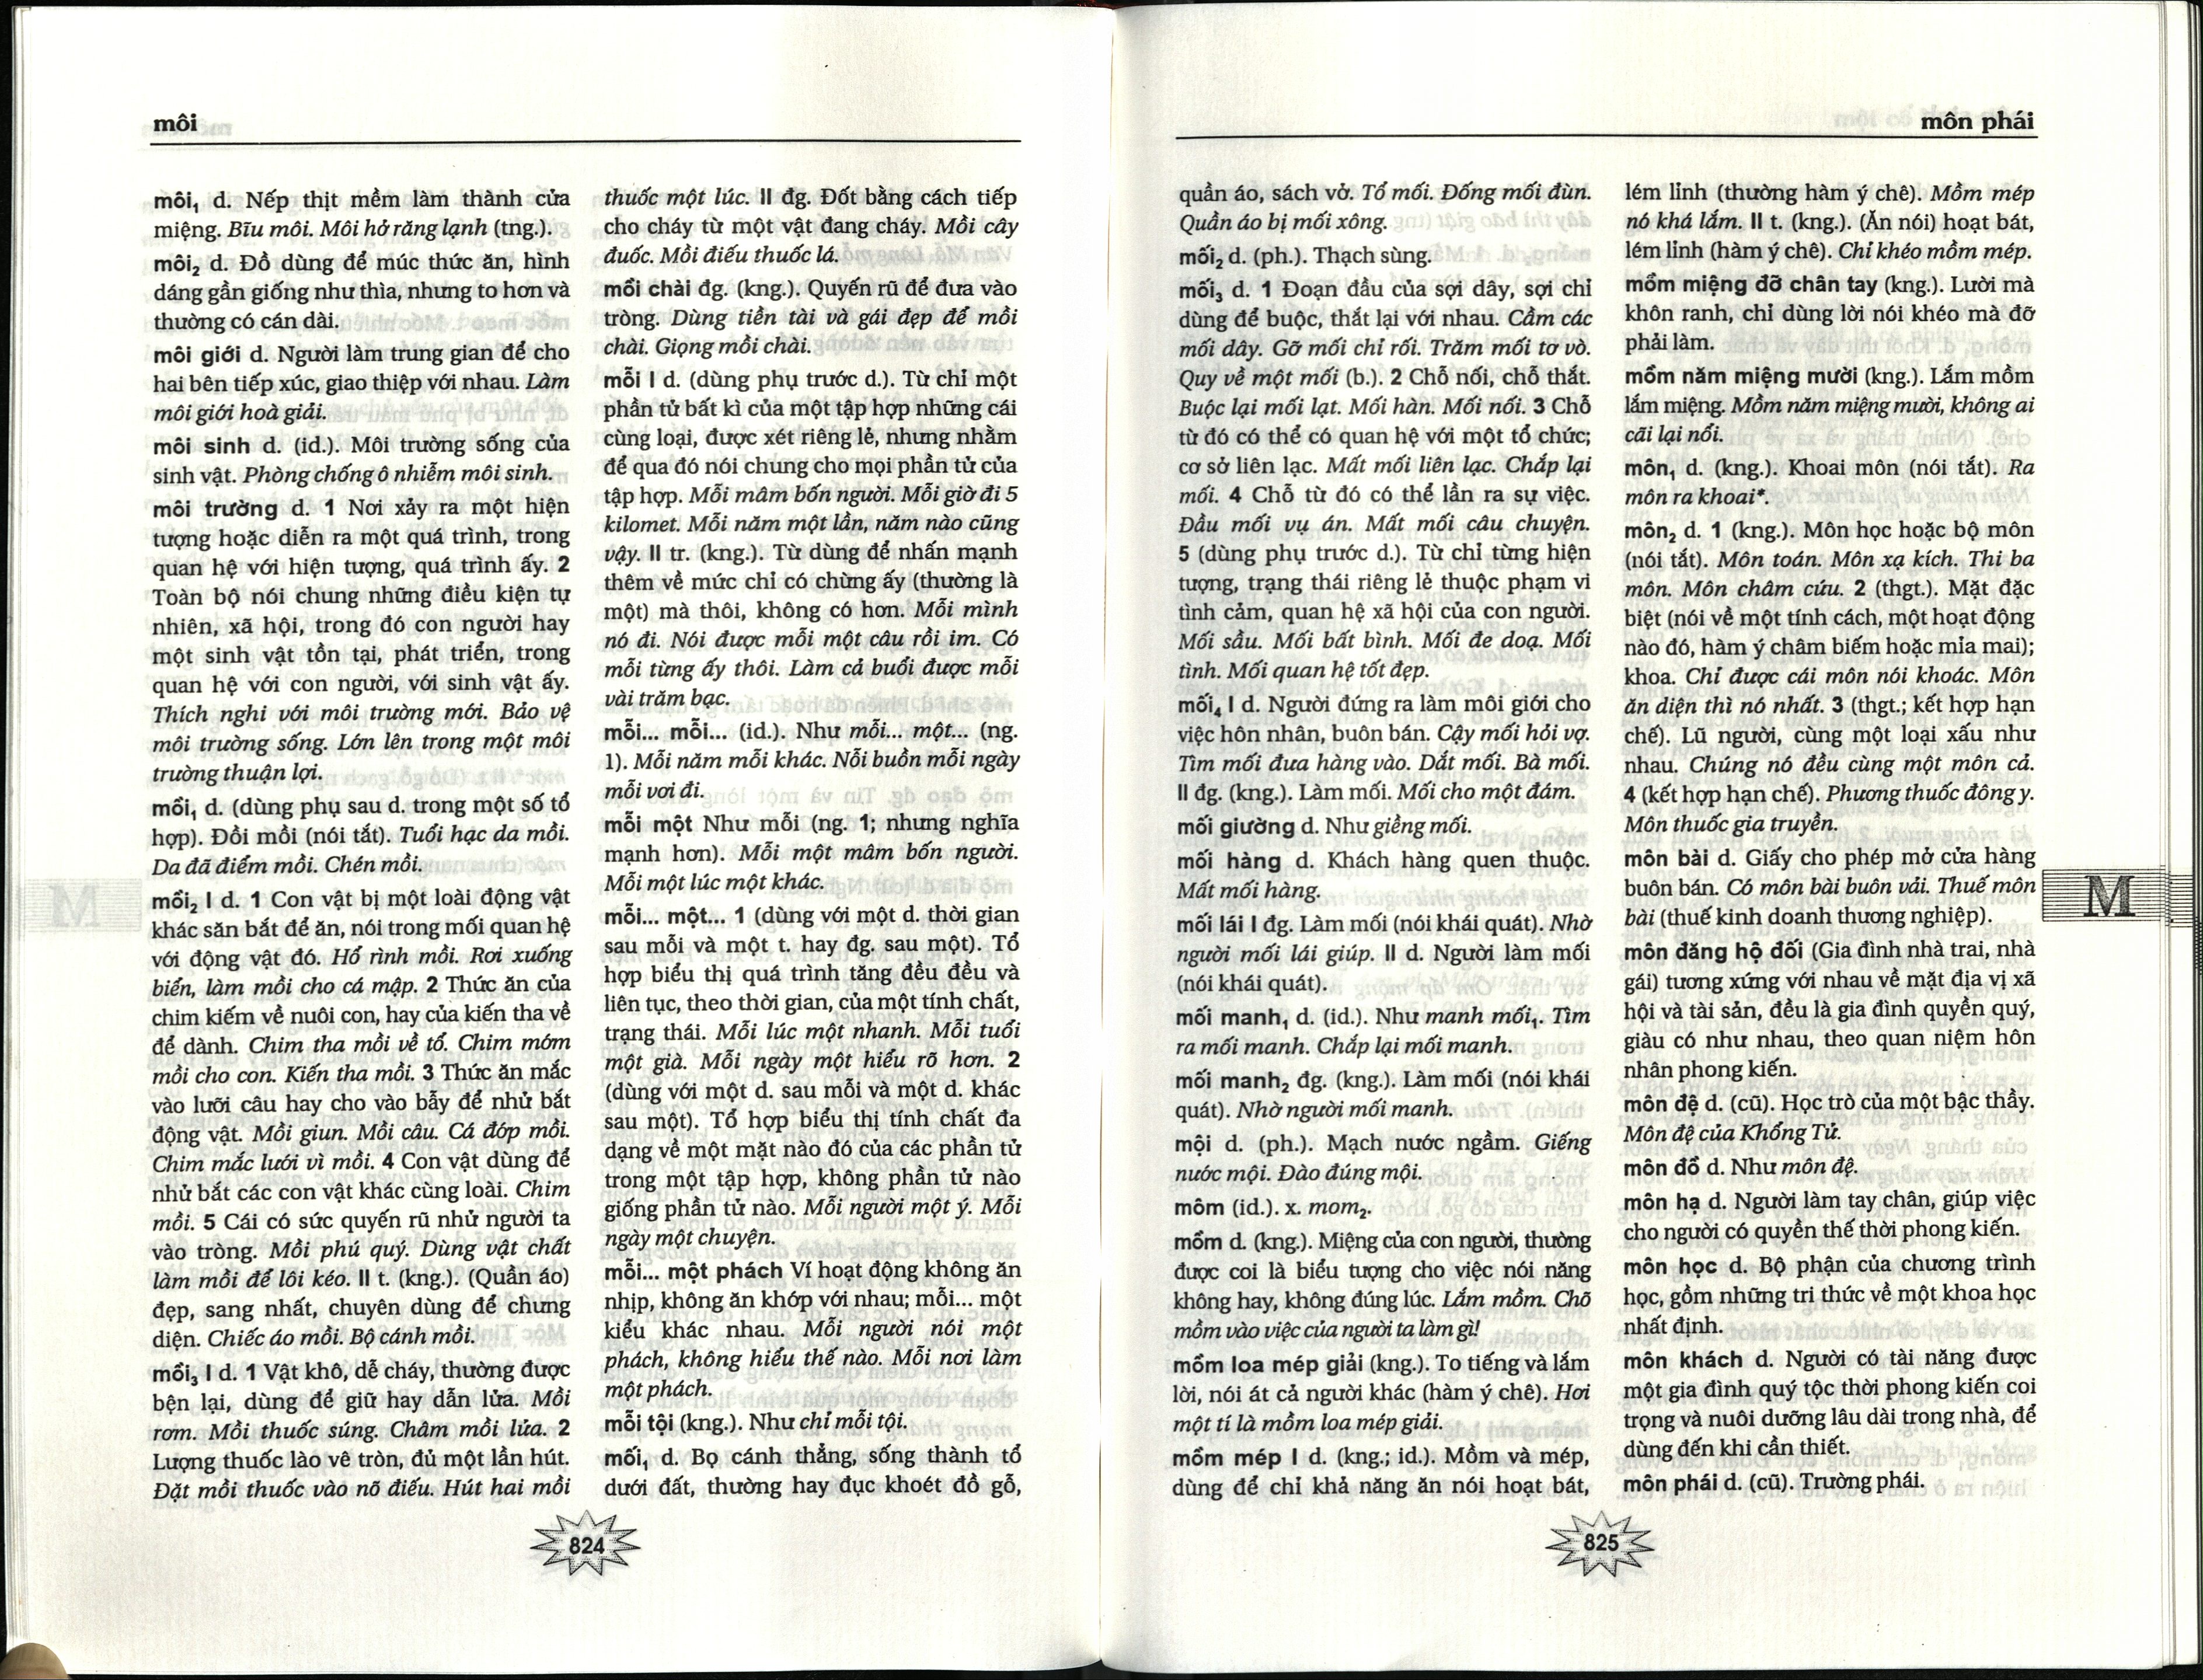 môi
môi₁ d. Nếp thịt mềm làm thành cửa
miệng. Bĩu môi. Môi hở răng lạnh (tng.).
môi₂ d. Đồ dùng để múc thức ăn, hình
dáng gần giống như thìa, nhưng to hơn và
thường có cán dài.
môi giới d. Người làm trung gian để cho
hai bên tiếp xúc, giao thiệp với nhau. Làm
môi giới hoà giải.
môi sinh d. (id.). Môi trường sống của
sinh vật. Phòng chống ô nhiễm môi sinh.
môi trường d. 1 Nơi xảy ra một hiện
tượng hoặc diễn ra một quá trình, trong
quan hệ với hiện tượng, quá trình ấy. 2
Toàn bộ nói chung những điều kiện tự
nhiên, xã hội, trong đó con người hay
một sinh vật tồn tại, phát triển, trong
quan hệ với con người, với sinh vật ấy.
Thích nghi với môi trường mới. Bảo vệ
môi trường sống. Lớn lên trong một môi
trường thuận lợi.
mồi₁ d. (dùng phụ sau d. trong một số tổ
hợp). Đồi mồi (nói tắt). Tuổi hạc da mồi.
Da đã điểm mồi. Chén mồi.
mồi₂ I d. 1 Con vật bị một loài động vật
khác săn bắt để ăn, nói trong mối quan hệ
với động vật đó. Hổ rình mồi. Rơi xuống
biển, làm mồi cho cá mập. 2 Thức ăn của
chim kiếm về nuôi con, hay của kiến tha về
để dành. Chim tha mồi về tổ. Chim móm
mồi cho con. Kiến tha mồi. 3 Thức ăn mắc
vào lưỡi câu hay cho vào bẫy để nhử bắt
động vật. Mồi giun. Mồi câu. Cá đớp mồi.
Chim mắc lưới vì mồi. 4 Con vật dùng để
nhử bắt các con vật khác cùng loài. Chim
mồi. 5 Cái có sức quyến rũ nhử người ta
vào tròng. Mồi phú quý. Dùng vật chất
làm mồi để lôi kéo. II t. (kng.). (Quần áo)
đẹp, sang nhất, chuyên dùng để chưng
diện. Chiếc áo mồi. Bộ cánh mồi.
mồi₃ I d. 1 Vật khô, dễ cháy, thường được
bện lại, dùng để giữ hay dẫn lửa. Mồi
rơm. Mồi thuốc súng. Châm mồi lửa. 2
Lượng thuốc lào vê tròn, đủ một lần hút.
Đặt mồi thuốc vào nõ điếu. Hút hai mồi
thuốc một lúc. II đg. Đốt bằng cách tiếp
cho cháy từ một vật đang cháy. Mồi cây
đuốc. Mồi điếu thuốc lá.
mồi chài đg. (kng.). Quyến rũ để đưa vào
tròng. Dùng tiền tài và gái đẹp để mồi
chài. Giọng mồi chài.
mỗi I d. (dùng phụ trước d.). Từ chỉ một
phần tử bất kì của một tập hợp những cái
cùng loại, được xét riêng lẻ, nhưng nhằm
để qua đó nói chung cho mọi phần tử của
tập hợp. Mỗi mâm bốn người. Mỗi giờ đi 5
kilomet. Mỗi năm một lần, năm nào cũng
vậy. II tr. (kng.). Từ dùng để nhấn mạnh
thêm về mức chỉ có chừng ấy (thường là
một) mà thôi, không có hơn. Mỗi mình
nó đi. Nói được mỗi một câu rồi im. Có
mỗi từng ấy thôi. Làm cả buổi được mỗi
vài trăm bạc.
mỗi... mỗi... (id.). Như mỗi... một... (ng.
1). Mỗi năm mỗi khác. Nỗi buồn mỗi ngày
mỗi vơi đi.
mỗi một Như mỗi (ng. 1; nhưng nghĩa
mạnh hơn). Mỗi một mâm bốn người.
Mỗi một lúc một khác.
mỗi... một... 1 (dùng với một d. thời gian
sau mỗi và một t. hay đg. sau một). Tổ
hợp biểu thị quá trình tăng đều đều và
liên tục, theo thời gian, của một tính chất,
trạng thái. Mỗi lúc một nhanh. Mỗi tuổi
một già. Mỗi ngày một hiểu rõ hơn. 2
(dùng với một d. sau mỗi và một d. khác
sau một). Tổ hợp biểu thị tính chất đa
dạng về một mặt nào đó của các phần tử
trong một tập hợp, không phần tử nào
giống phần tử nào. Mỗi người một ý. Mỗi
ngày một chuyện.
mỗi... một phách Ví hoạt động không ăn
nhịp, không ăn khớp với nhau; mỗi... một
kiểu khác nhau. Mỗi người nói một
phách, không hiểu thế nào. Mỗi nơi làm
một phách.
mỗi tội (kng.). Như chỉ mỗi tội.
mối₁ d. Bọ cánh thẳng, sống thành tổ
dưới đất, thường hay đục khoét đồ gỗ,
824
môn phái
quần áo, sách vở. Tổ mối. Đống mối đùn.
Quần áo bị mối xông.
mối₂ d. (ph.). Thạch sùng.
mối₃ d. 1 Đoạn đầu của sợi dây, sợi chỉ
dùng để buộc, thắt lại với nhau. Cầm các
mối dây. Gỡ mối chỉ rối. Trăm mối tơ vò.
Quy về một mối (b.). 2 Chỗ nối, chỗ thắt.
Buộc lại mối lạt. Mối hàn. Mối nối. 3 Chỗ
từ đó có thể có quan hệ với một tổ chức;
cơ sở liên lạc. Mất mối liên lạc. Chắp lại
mối. 4 Chỗ từ đó có thể lần ra sự việc.
Đầu mối vụ án. Mất mối câu chuyện.
5 (dùng phụ trước d.). Từ chỉ từng hiện
tượng, trạng thái riêng lẻ thuộc phạm vi
tình cảm, quan hệ xã hội của con người.
Mối sầu. Mối bất bình. Mối đe doạ. Mối
tình. Mối quan hệ tốt đẹp.
mối₄ I d. Người đứng ra làm môi giới cho
việc hôn nhân, buôn bán. Cậy mối hỏi vợ.
Tìm mối đưa hàng vào. Dắt mối. Bà mối.
II đg. (kng.). Làm mối. Mối cho một đám.
mối giường d. Như giềng mối.
mối hàng d. Khách hàng quen thuộc.
Mất mối hàng.
mối lái I đg. Làm mối (nói khái quát). Nhờ
người mối lái giúp. II d. Người làm mối
(nói khái quát).
mối manh₁ d. (id.). Như manh mối₁. Tìm
ra mối manh. Chắp lại mối manh.
mối manh₂ đg. (kng.). Làm mối (nói khái
quát). Nhờ người mối manh.
mội d. (ph.). Mạch nước ngầm. Giếng
nước mội. Đào đúng mội.
môm (id.). x. mom₂.
mồm d. (kng.). Miệng của con người, thường
được coi là biểu tượng cho việc nói năng
không hay, không đúng lúc. Lắm mồm. Chõ
mồm vào việc của người ta làm gì!
mồm loa mép giải (kng.). To tiếng và lắm
lời, nói át cả người khác (hàm ý chê). Hơi
một tí là mồm loa mép giải.
mồm mép I d. (kng.; id.). Mồm và mép,
dùng để chỉ khả năng ăn nói hoạt bát,
lém lỉnh (thường hàm ý chê). Mồm mép
nó khá lắm. II t. (kng.). (Ăn nói) hoạt bát,
lém lỉnh (hàm ý chê). Chỉ khéo mồm mép.
mồm miệng đỡ chân tay (kng.). Lười mà
khôn ranh, chỉ dùng lời nói khéo mà đỡ
phải làm.
mồm năm miệng mười (kng.). Lắm mồm
lắm miệng. Mồm năm miệng mười, không ai
cãi lại nổi.
môn₁ d. (kng.). Khoai môn (nói tắt). Ra
môn ra khoai*.
môn₂ d. 1 (kng.). Môn học hoặc bộ môn
(nói tắt). Môn toán. Môn xạ kích. Thi ba
môn. Môn châm cứu. 2 (thgt.). Mặt đặc
biệt (nói về một tính cách, một hoạt động
nào đó, hàm ý châm biếm hoặc mỉa mai);
khoa. Chỉ được cái môn nói khoác. Môn
ăn diện thì nó nhất. 3 (thgt.; kết hợp hạn
chế). Lũ người, cùng một loại xấu như
nhau. Chúng nó đều cùng một môn cả.
4 (kết hợp hạn chế). Phương thuốc đông y.
Môn thuốc gia truyền.
môn bài d. Giấy cho phép mở cửa hàng
buôn bán. Có môn bài buôn vải. Thuế môn
bài (thuế kinh doanh thương nghiệp).
môn đăng hộ đối (Gia đình nhà trai, nhà
gái) tương xứng với nhau về mặt địa vị xã
hội và tài sản, đều là gia đình quyền quý,
giàu có như nhau, theo quan niệm hôn
nhân phong kiến.
môn đệ d. (cũ). Học trò của một bậc thầy.
Môn đệ của Khổng Tử.
môn đồ d. Như môn đệ.
môn hạ d. Người làm tay chân, giúp việc
cho người có quyền thế thời phong kiến.
môn học d. Bộ phận của chương trình
học, gồm những tri thức về một khoa học
nhất định.
môn khách d. Người có tài năng được
một gia đình quý tộc thời phong kiến coi
trọng và nuôi dưỡng lâu dài trong nhà, để
dùng đến khi cần thiết.
môn phái d. (cũ). Trường phái.
M
825